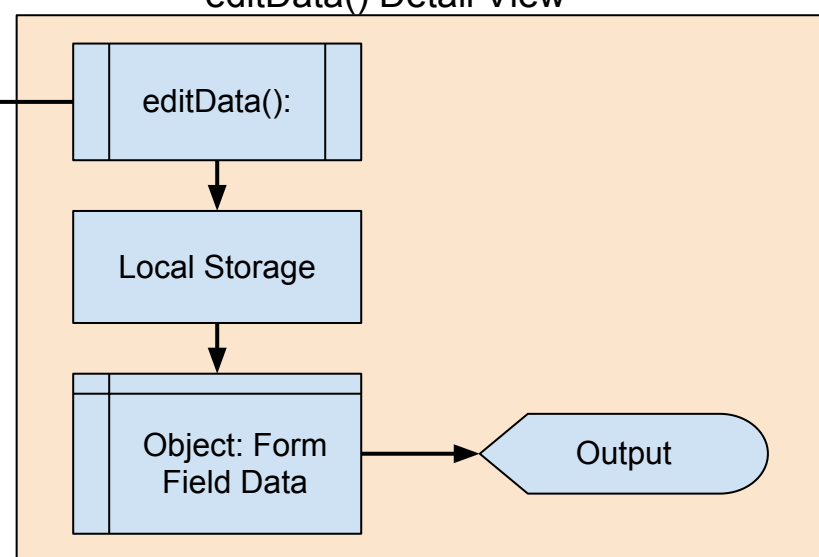 editData() Detail View
editData():
Local Storage
Object: Form
Field Data
Output